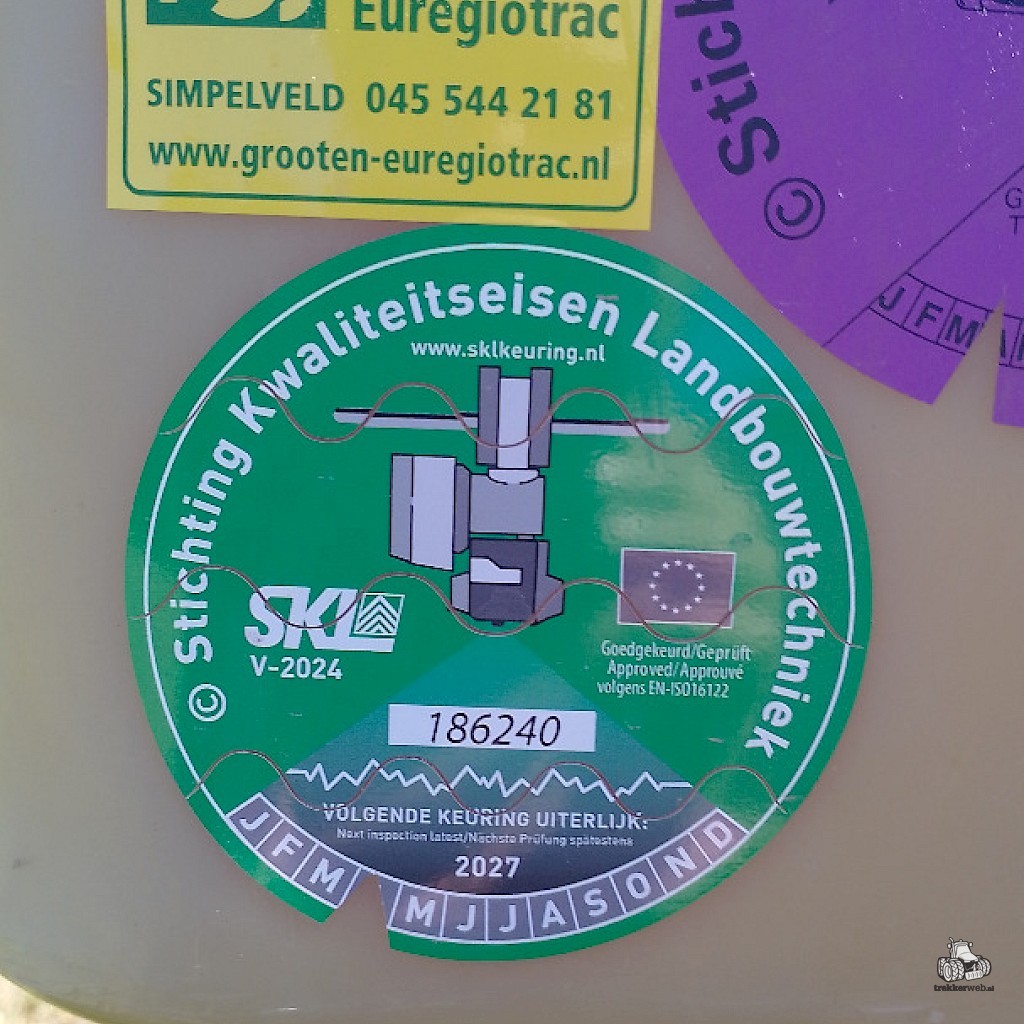 Euregiotrac
SIMPELVELD 045 544 21 81
www.grooten-euregiotrac.nl
© Stich
J F M
© Stichting Kwaliteitseisen Landbouwtechniek
www.sklkeuring.nl
SKL
V-2024
Goedgekeurd/Geprüft
Approved/Approuvé
volgens EN-ISO16122
186240
VOLGENDE KEURING UITERLIJK:
Next inspection latest/Nächste Prüfung spätestens
2027
J F M M J J A S O N D
trekkerweb.nl